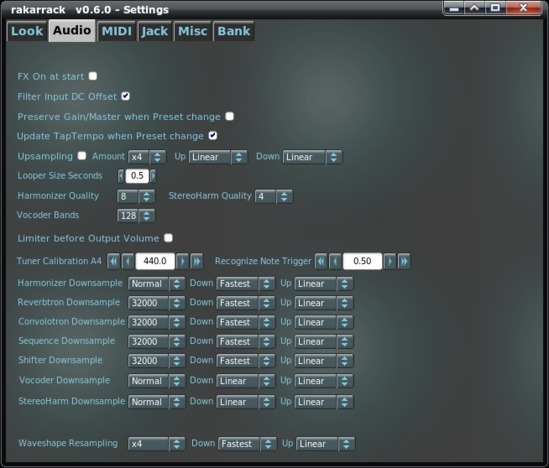 rakarrack v0.6.0 - Settings
Look Audio MIDI Jack Misc Bank
FX On at start
Filter Input DC Offset
Preserve Gain/Master when Preset change
Update TapTempo when Preset change
Upsampling Amount x4 Up Linear Down Linear
Looper Size Seconds 0.5
Harmonizer Quality 8 StereoHarm Quality 4
Vocoder Bands 128
Limiter before Output Volume
Tuner Calibration A4 440.0 Recognize Note Trigger 0.50
Harmonizer Downsample Normal Down Fastest Up Linear
Reverbtron Downsample 32000 Down Fastest Up Linear
Convolotron Downsample 32000 Down Fastest Up Linear
Sequence Downsample 32000 Down Fastest Up Linear
Shifter Downsample 32000 Down Fastest Up Linear
Vocoder Downsample Normal Down Linear Up Linear
StereoHarm Downsample Normal Down Linear Up Linear
Waveshape Resampling x4 Down Fastest Up Linear